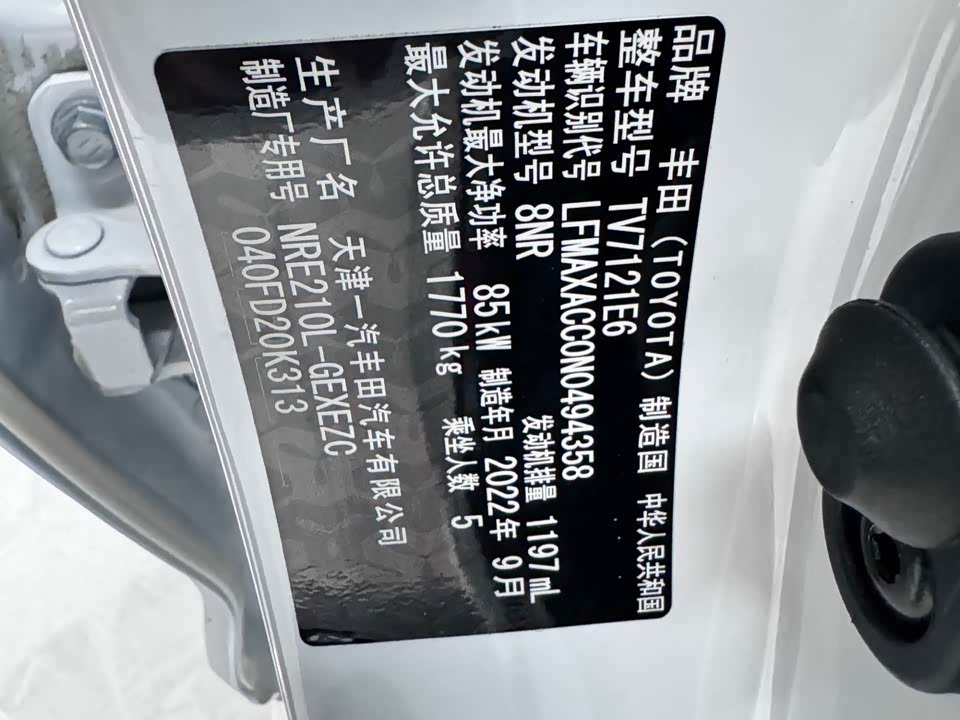 品牌 丰田（TOYOTA）制造国 中华人民共和国
整车型号 TV7121E6
车辆识别代号 LFMAXACC0N0494358
发动机型号 8NR 发动机排量 1197mL
发动机最大净功率 85kW 制造年月 2022年 9月
最大允许总质量 1770kg 乘坐人数 5
生产厂名 天津一汽丰田汽车有限公司
制造厂专用号 NRE210L-GEXEZC
040FD20K313